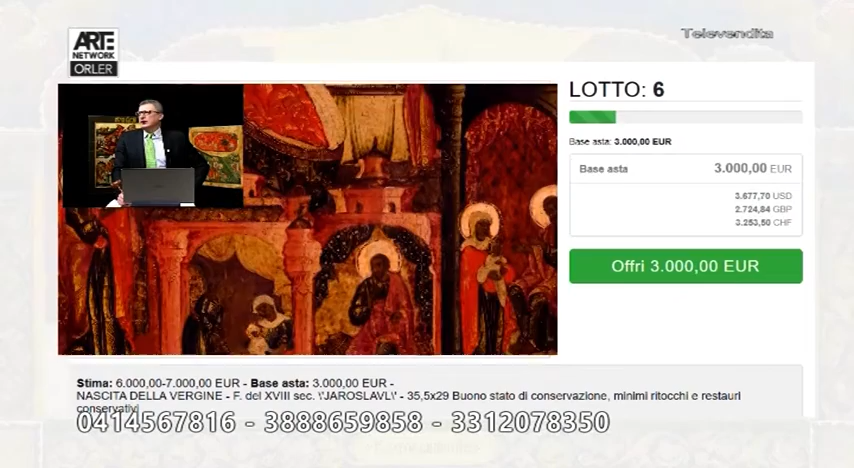 ARTE
NETWORK
ORLER
Televendita
LOTTO: 6
Base asta: 3.000,00 EUR
Base asta 3.000,00 EUR
3.677,70 USD
2.724,84 GBP
3.253,50 CHF
Offri 3.000,00 EUR
Stima: 6.000,00-7.000,00 EUR - Base asta: 3.000,00 EUR -
NASCITA DELLA VERGINE - F. del XVIII sec. \'JAROSLAVL\' - 35,5x29 Buono stato di conservazione, minimi ritocchi e restauri
conservativi
0414567816 - 3888659858 - 3312078350